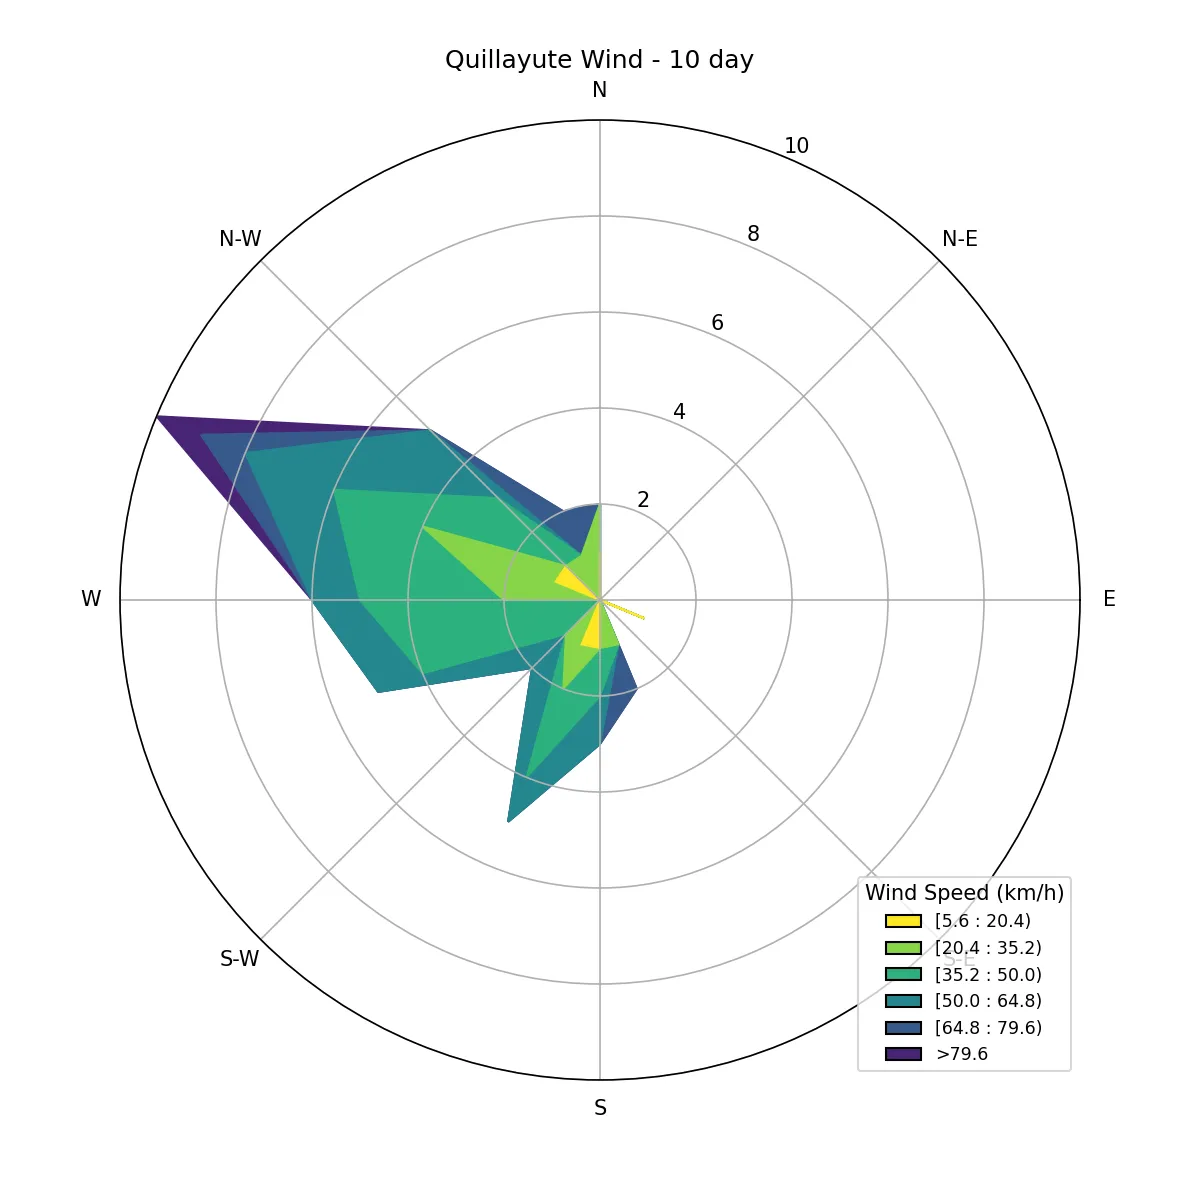 Quillayute Wind - 10 day
N
10
N-W
8
N-E
6
4
2
W
E
S-W
S-E
Wind Speed (km/h)
[5.6 : 20.4)
[20.4 : 35.2)
[35.2 : 50.0)
[50.0 : 64.8)
[64.8 : 79.6)
>79.6
S